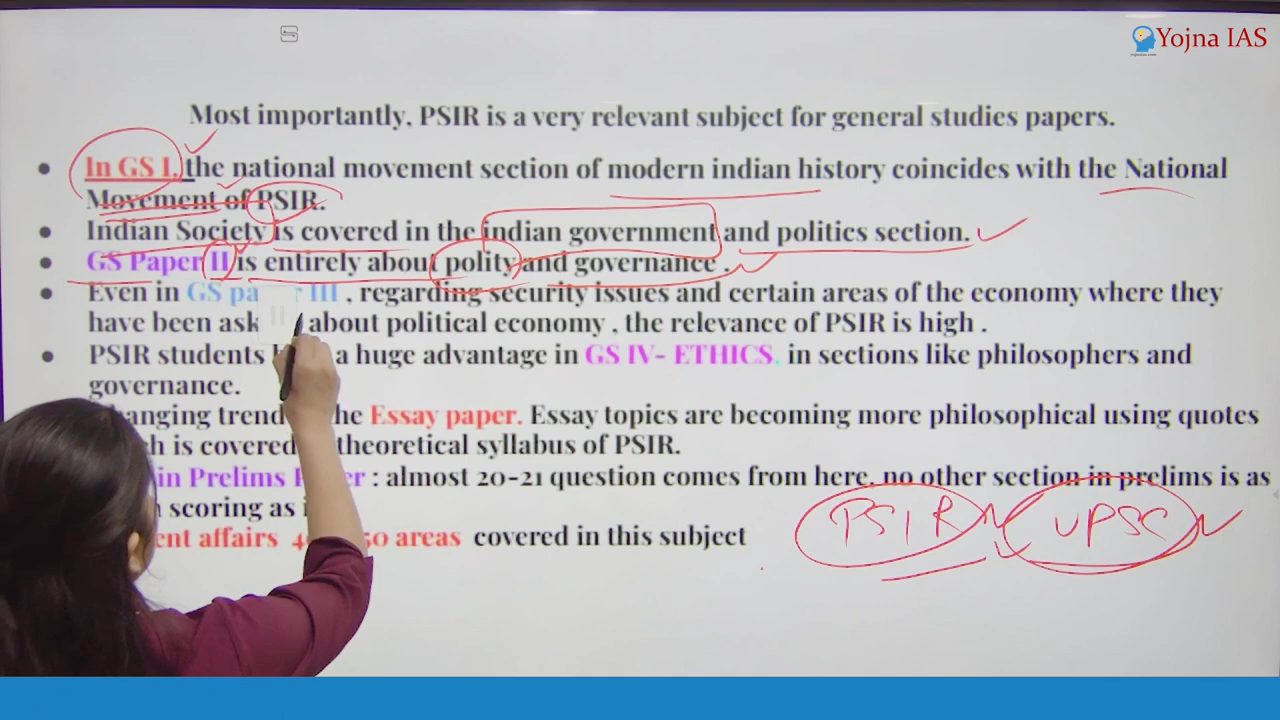 Yojna IAS
Most importantly, PSIR is a very relevant subject for general studies papers.
In GS I, the national movement section of modern indian history coincides with the National
Movement of PSIR.
Indian Society is covered in the indian government and politics section.
GS Paper II is entirely about polity and governance .
Even in GS pa III , regarding security issues and certain areas of the economy where they
have been ask about political economy , the relevance of PSIR is high .
PSIR students a huge advantage in GS IV- ETHICS. in sections like philosophers and
governance.
hanging trend he Essay paper. Essay topics are becoming more philosophical using quotes
h is covered theoretical syllabus of PSIR.
in Prelims P er : almost 20-21 question comes from here, no other section in prelims is as
scoring as i
ent affairs 4 50 areas covered in this subject
PSIR UPSC